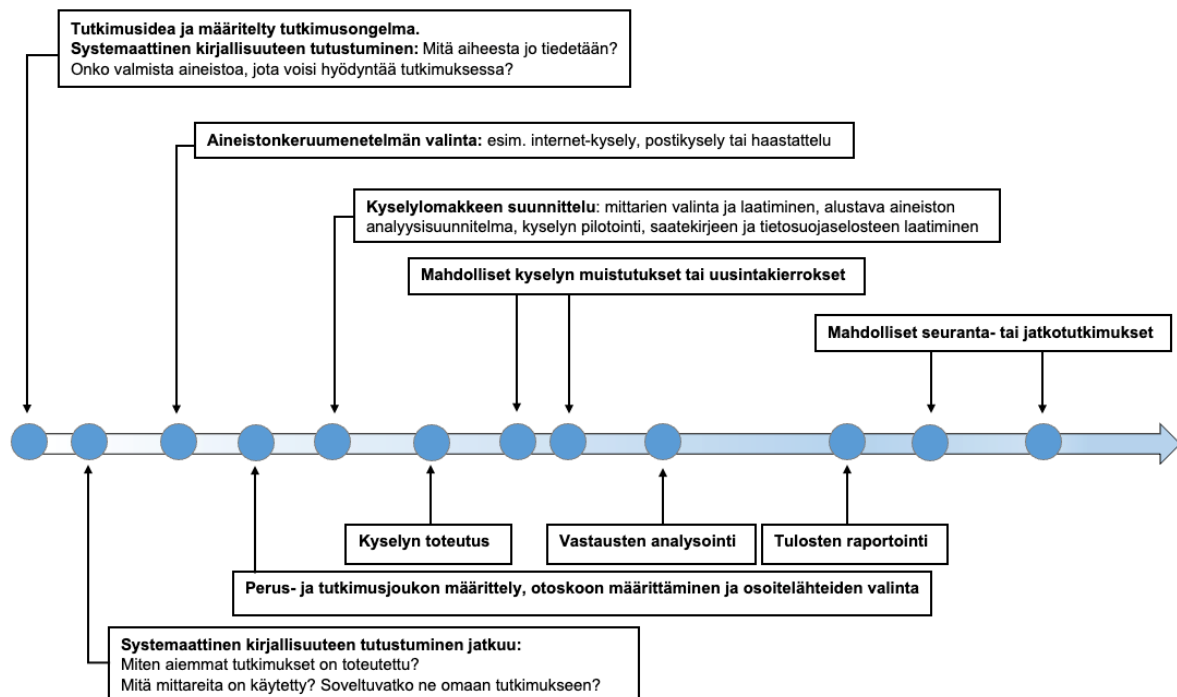 Tutkimusidea ja määritelty tutkimusongelma.
Systemaattinen kirjallisuuteen tutustuminen: Mitä aiheesta jo tiedetään?
Onko valmista aineistoa, jota voisi hyödyntää tutkimuksessa?
Aineistonkeruumenetelmän valinta: esim. internet-kysely, postikysely tai haastattelu
Kyselylomakkeen suunnittelu: mittarien valinta ja laatiminen, alustava aineiston
analyysisuunnitelma, kyselyn pilotointi, saatekirjeen ja tietosuojaselosteen laatiminen
Mahdolliset kyselyn muistutukset tai uusintakierrokset
Mahdolliset seuranta- tai jatkotutkimukset
Kyselyn toteutus
Vastausten analysointi
Tulosten raportointi
Perus- ja tutkimusjoukon määrittely, otoskoon määrittäminen ja osoitelähteiden valinta
Systemaattinen kirjallisuuteen tutustuminen jatkuu:
Miten aiemmat tutkimukset on toteutettu?
Mitä mittareita on käytetty? Soveltuvatko ne omaan tutkimukseen?